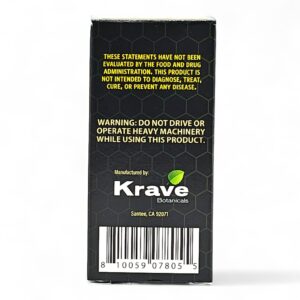 THESE STATEMENTS HAVE NOT BEEN
EVALUATED BY THE FOOD AND DRUG
ADMINISTRATION. THIS PRODUCT IS
NOT INTENDED TO DIAGNOSE, TREAT,
CURE, OR PREVENT ANY DISEASE.
WARNING: DO NOT DRIVE OR
OPERATE HEAVY MACHINERY
WHILE USING THIS PRODUCT.
Manufactured by:
Krave
Botanicals
Santee, CA 92071
8 10059 07805 5